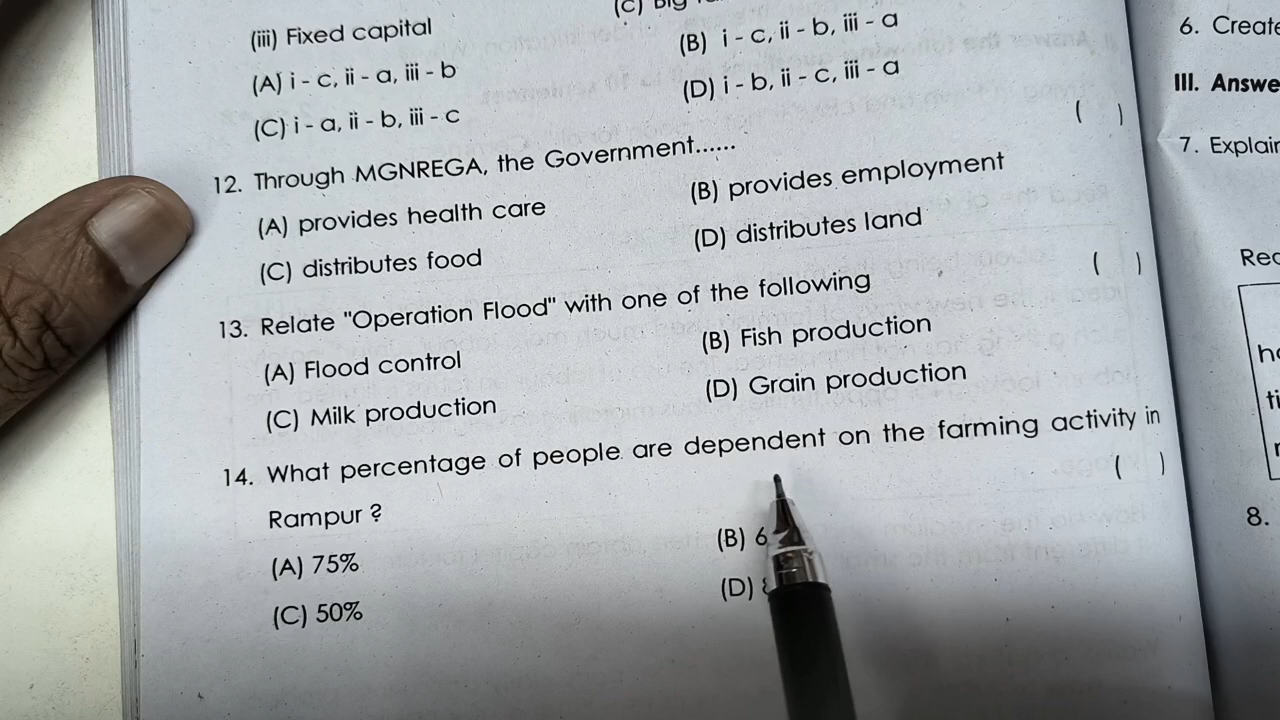 (iii) Fixed capital
(C) Big
(A) i - c, ii - a, iii - b
(B) i - c, ii - b, iii - a
(C) i - a, ii - b, iii - c
(D) i - b, ii - c, iii - a
12. Through MGNREGA, the Government......
( )
(A) provides health care
(B) provides employment
(C) distributes food
(D) distributes land
13. Relate "Operation Flood" with one of the following
( )
(A) Flood control
(B) Fish production
(C) Milk production
(D) Grain production
14. What percentage of people are dependent on the farming activity in
Rampur ?
( )
(A) 75%
(B) 6
(C) 50%
(D)
6. Create
III. Answe
7. Explain
8.